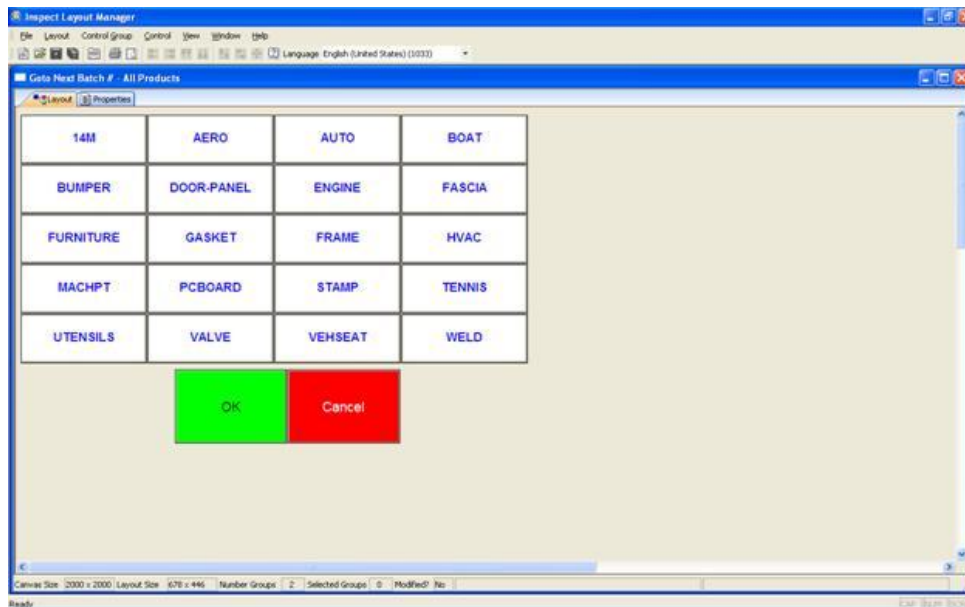 Inspect Layout Manager
File Layout Control Group Control View Window Help
Language English (United States) (1033)
Goto Next Batch # - All Products
Layout Properties
14M AERO AUTO BOAT
BUMPER DOOR-PANEL ENGINE FASCIA
FURNITURE GASKET FRAME HVAC
MACHPT PCBOARD STAMP TENNIS
UTENSILS VALVE VEHSEAT WELD
OK Cancel
Canvas Size 2000 x 2000 Layout Size 678 x 446 Number Groups 2 Selected Groups 0 Modified? No
Ready